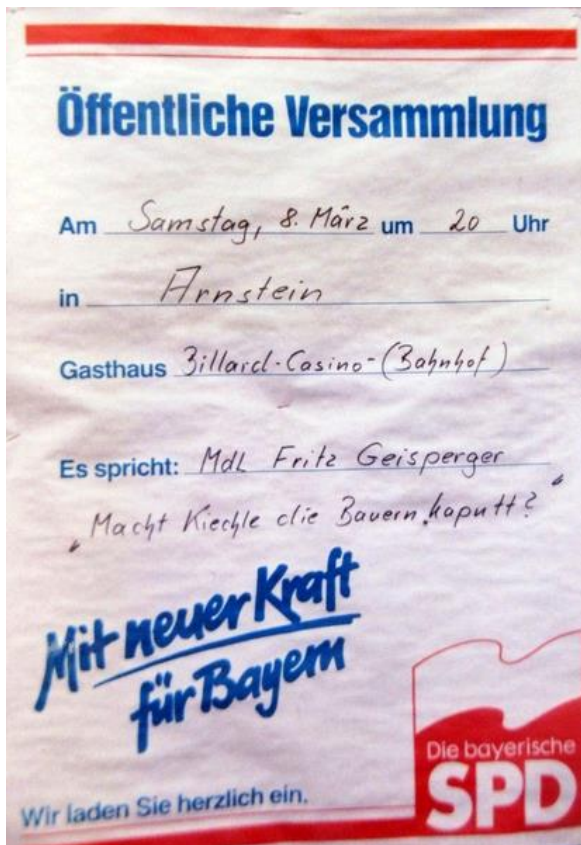 Öffentliche Versammlung
Am Samstag, 8. März um 20 Uhr
in Arnstein
Gasthaus Billard-Casino-(Bahnhof)
Es spricht: MdL Fritz Geisperger
„Macht Kiechle die Bauern kaputt?"
Mit neuer Kraft
für Bayern
Die bayerische
SPD
Wir laden Sie herzlich ein.